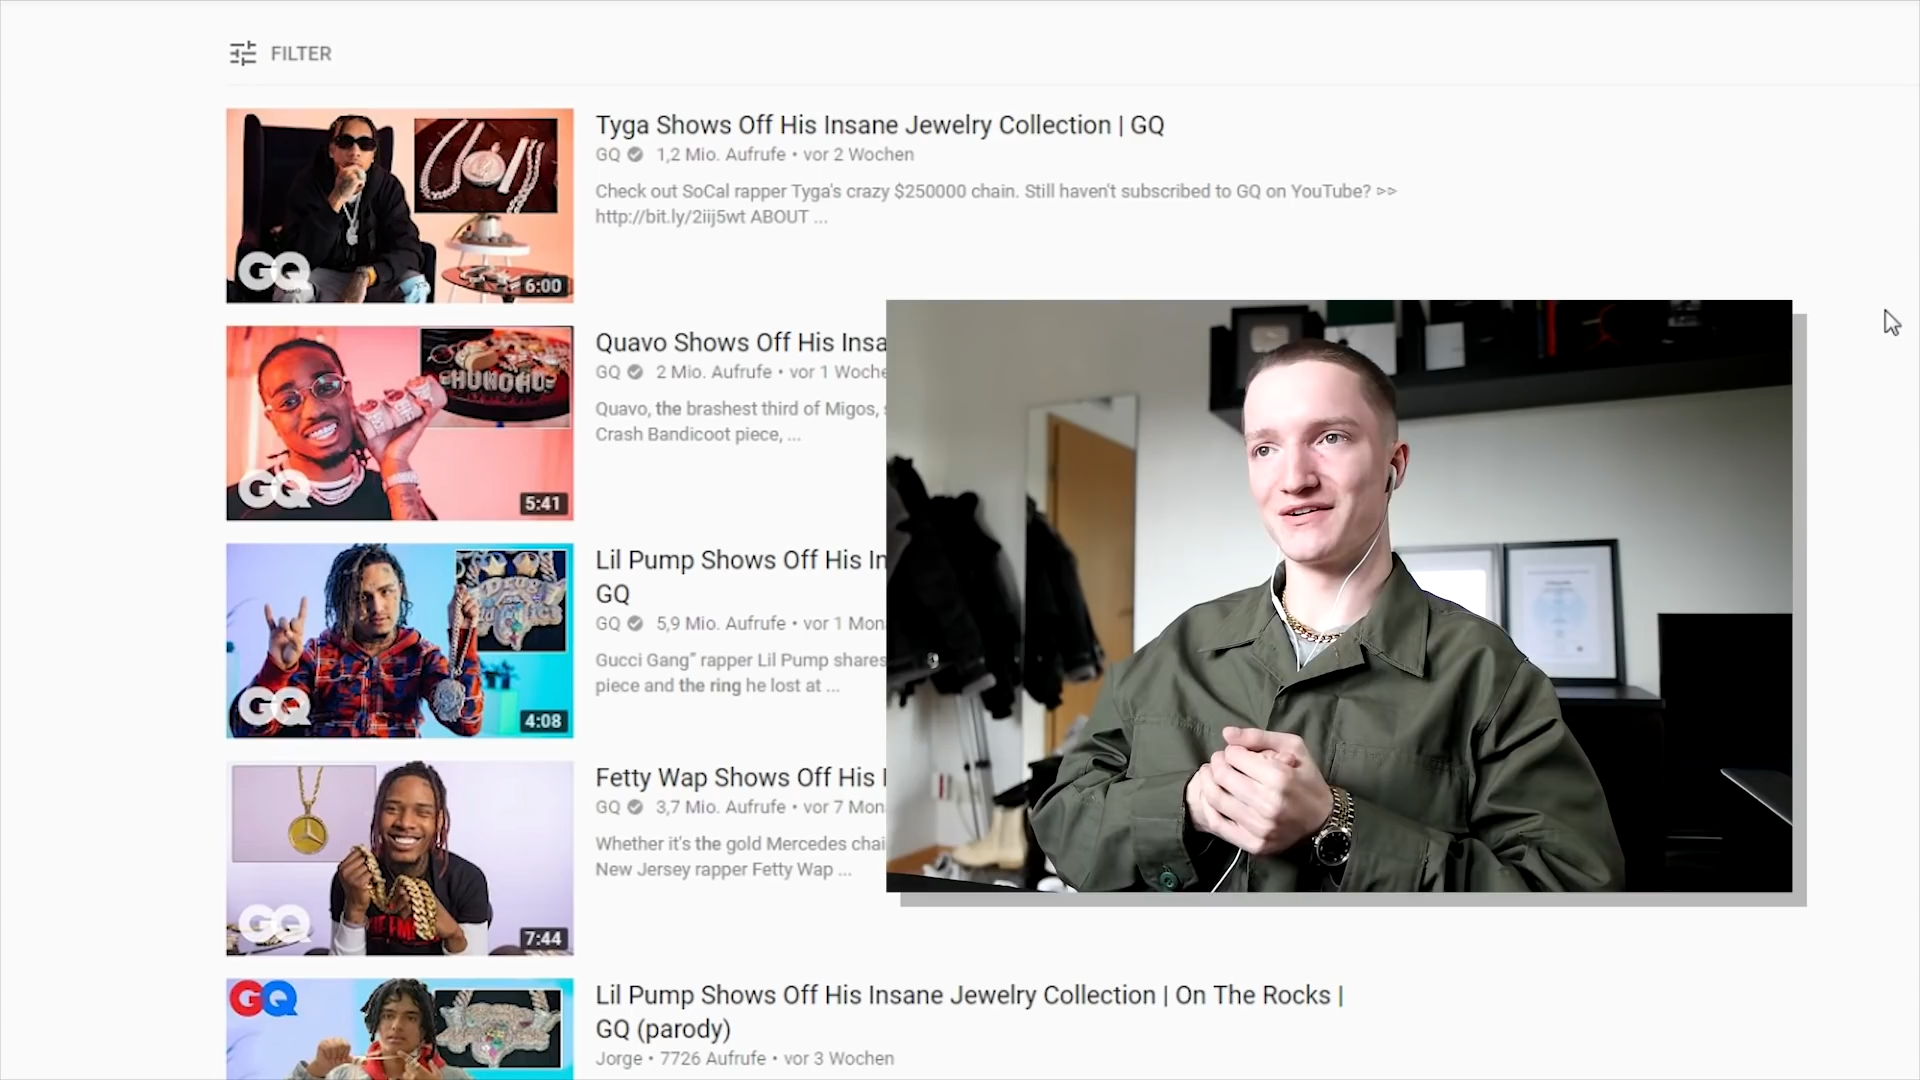 FILTER
Tyga Shows Off His Insane Jewelry Collection | GQ
GQ 1,2 Mio. Aufrufe • vor 2 Wochen
Check out SoCal rapper Tyga's crazy $250000 chain. Still haven't subscribed to GQ on YouTube? >>
http://bit.ly/2iij5wt ABOUT ...
GQ
6:00
Quavo Shows Off His Insa
GQ 2 Mio. Aufrufe • vor 1 Woche
Quavo, the brashest third of Migos,
Crash Bandicoot piece, ...
GQ
5:41
Lil Pump Shows Off His In
GQ
GQ 5,9 Mio. Aufrufe • vor 1 Mon
Gucci Gang” rapper Lil Pump shares
piece and the ring he lost at ...
GQ
4:08
Fetty Wap Shows Off His
GQ 3,7 Mio. Aufrufe • vor 7 Mon
Whether it's the gold Mercedes chai
New Jersey rapper Fetty Wap ...
GQ
7:44
GQ
Lil Pump Shows Off His Insane Jewelry Collection | On The Rocks |
GQ (parody)
Jorge • 7726 Aufrufe • vor 3 Wochen